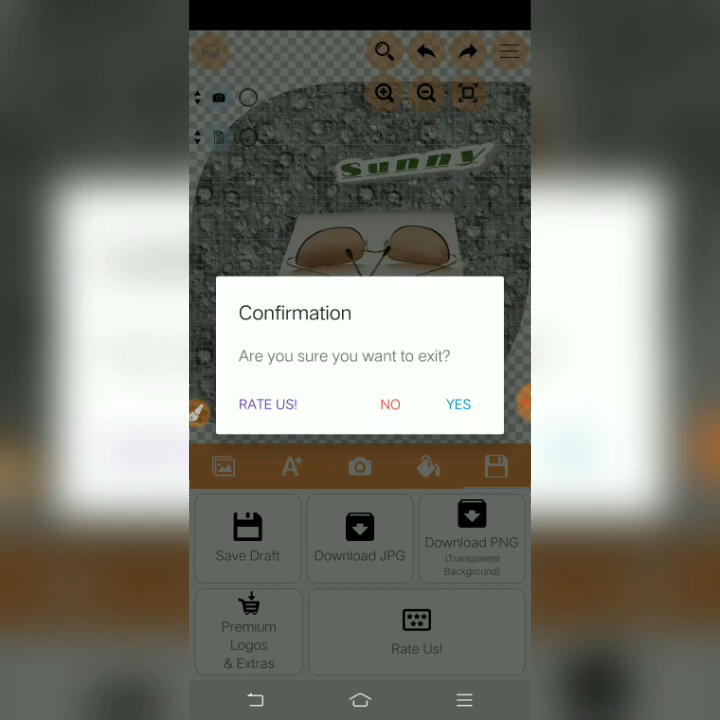 Sunny
Confirmation
Are you sure you want to exit?
RATE US!
NO
YES
A+
Save Draft
Download JPG
Download PNG
(Transparent
Background)
Premium
Logos
& Extras
Rate Us!